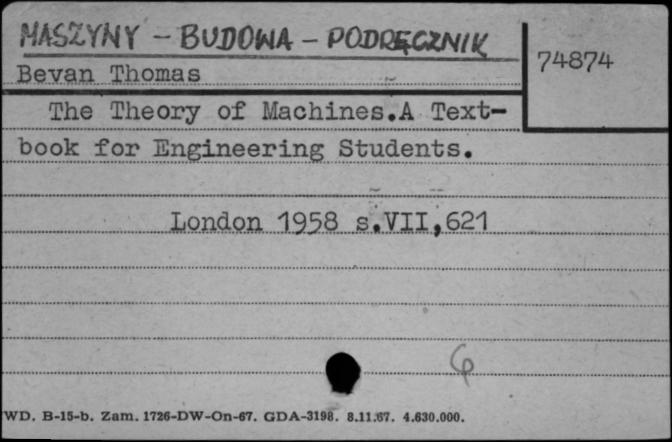 MASZYNY - BUDOWA - PODRĘCZNIK
74874
Bevan Thomas
The Theory of Machines.A Text-
book for Engineering Students.
London 1958 s.VII,621
WD. B-15-b. Zam. 1726-DW-On-67. GDA-3198. 8.11.67. 4.630.000.